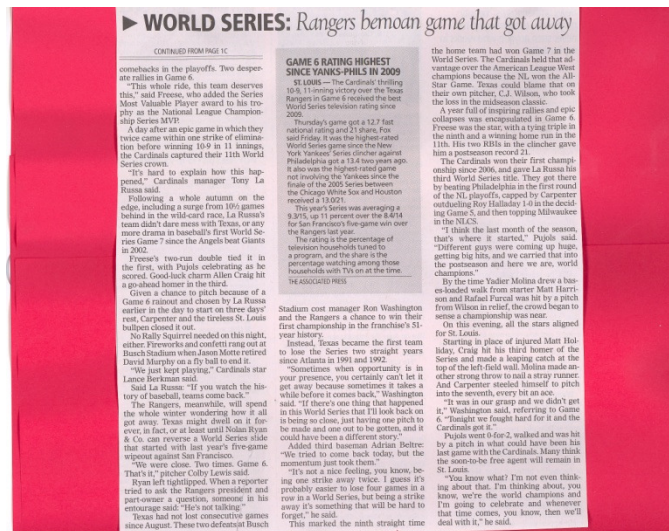 ► WORLD SERIES: Rangers bemoan game that got away
CONTINUED FROM PAGE 1C
comebacks in the playoffs. Two desper-
ate rallies in Game 6.
“This whole ride, this team deserves
this,” said Freese, who added the Series
Most Valuable Player award to his tro-
phy as the National League Champion-
ship Series MVP.
A day after an epic game in which they
twice came within one strike of elimina-
tion before winning 10-9 in 11 innings,
the Cardinals captured their 11th World
Series crown.
“It’s hard to explain how this hap-
pened,” Cardinals manager Tony La
Russa said.
Following a whole autumn on the
edge, including a surge from 10½ games
behind in the wild-card race, La Russa’s
team didn’t dare mess with Texas, or any
more drama in baseball’s first World Se-
ries Game 7 since the Angels beat Giants
in 2002.
Freese’s two-run double tied it in
the first, with Pujols celebrating as he
scored. Good-luck charm Allen Craig hit
a go-ahead homer in the third.
Given a chance to pitch because of a
Game 6 rainout and chosen by La Russa
earlier in the day to start on three days’
rest, Carpenter and the tireless St. Louis
bullpen closed it out.
No Rally Squirrel needed on this night,
either. Fireworks and confetti rang out at
Busch Stadium when Jason Motte retired
David Murphy on a fly ball to end it.
“We just kept playing,” Cardinals star
Lance Berkman said.
Said La Russa: “If you watch the his-
tory of baseball, teams come back.”
The Rangers, meanwhile, will spend
the whole winter wondering how it all
got away. Texas might dwell on it for-
ever, in fact, or at least until Nolan Ryan
& Co. can reverse a World Series slide
that started with last year’s five-game
wipeout against San Francisco.
“We were close. Two times. Game 6.
That’s it,” pitcher Colby Lewis said.
Ryan left tightlipped. When a reporter
tried to ask the Rangers president and
part-owner a question, someone in his
entourage said: “He’s not talking.”
Texas had not lost consecutive games
since August. These two defeats at Busch
GAME 6 RATING HIGHEST
SINCE YANKS-PHILS IN 2009
ST. LOUIS — The Cardinals’ thrilling
10-9, 11-inning victory over the Texas
Rangers in Game 6 received the best
World Series television rating since
2009.
Thursday’s game got a 12.7 fast
national rating and 21 share, Fox
said Friday. It was the highest-rated
World Series game since the New
York Yankees’ Series clincher against
Philadelphia got a 13.4 two years ago.
It also was the highest-rated game
not involving the Yankees since the
finale of the 2005 Series between
the Chicago White Sox and Houston
received a 13.0/21.
This year’s Series was averaging a
9.3/15, up 11 percent over the 8.4/14
for San Francisco’s five-game win over
the Rangers last year.
The rating is the percentage of
television households tuned to
a program, and the share is the
percentage watching among those
households with TVs on at the time.
THE ASSOCIATED PRESS
Stadium cost manager Ron Washington
and the Rangers a chance to win their
first championship in the franchise’s 51-
year history.
Instead, Texas became the first team
to lose the Series two straight years
since Atlanta in 1991 and 1992.
“Sometimes when opportunity is in
your presence, you certainly can’t let it
get away because sometimes it takes a
while before it comes back,” Washington
said. “If there’s one thing that happened
in this World Series that I’ll look back on
is being so close, just having one pitch to
be made and one out to be gotten, and it
could have been a different story.”
Added third baseman Adrian Beltre:
“We tried to come back today, but the
momentum just took them.”
“It’s not a nice feeling, you know, be-
ing one strike away twice. I guess it’s
probably easier to lose four games in a
row in a World Series, but being a strike
away it’s something that will be hard to
forget,” he said.
This marked the ninth straight time
the home team had won Game 7 in the
World Series. The Cardinals held that ad-
vantage over the American League West
champions because the NL won the All-
Star Game. Texas could blame that on
their own pitcher, C.J. Wilson, who took
the loss in the midseason classic.
A year full of inspiring rallies and epic
collapses was encapsulated in Game 6.
Freese was the star, with a tying triple in
the ninth and a winning home run in the
11th. His two RBIs in the clincher gave
him a postseason record 21.
The Cardinals won their first champi-
onship since 2006, and gave La Russa his
third World Series title. They got there
by beating Philadelphia in the first round
of the NL playoffs, capped by Carpenter
outdueling Roy Halladay 1-0 in the decid-
ing Game 5, and then topping Milwaukee
in the NLCS.
“I think the last month of the season,
that’s where it started,” Pujols said.
“Different guys were coming up huge,
getting big hits, and we carried that into
the postseason and here we are, world
champions.”
By the time Yadier Molina drew a bas-
es-loaded walk from starter Matt Harri-
son and Rafael Furcal was hit by a pitch
from Wilson in relief, the crowd began to
sense a championship was near.
On this evening, all the stars aligned
for St. Louis.
Starting in place of injured Matt Hol-
liday, Craig hit his third homer of the
Series and made a leaping catch at the
top of the left-field wall. Molina made an-
other strong throw to nail a stray runner.
And Carpenter steeled himself to pitch
into the seventh, every bit an ace.
“It was in our grasp and we didn’t get
it,” Washington said, referring to Game
6. “Tonight we fought hard for it and the
Cardinals got it.”
Pujols went 0-for-2, walked and was hit
by a pitch in what could have been his
last game with the Cardinals. Many think
the soon-to-be free agent will remain in
St. Louis.
“You know what? I’m not even think-
ing about that. I’m thinking about, you
know, we’re the world champions and
I’m going to celebrate and whenever
that time comes, you know, then we’ll
deal with it,” he said.